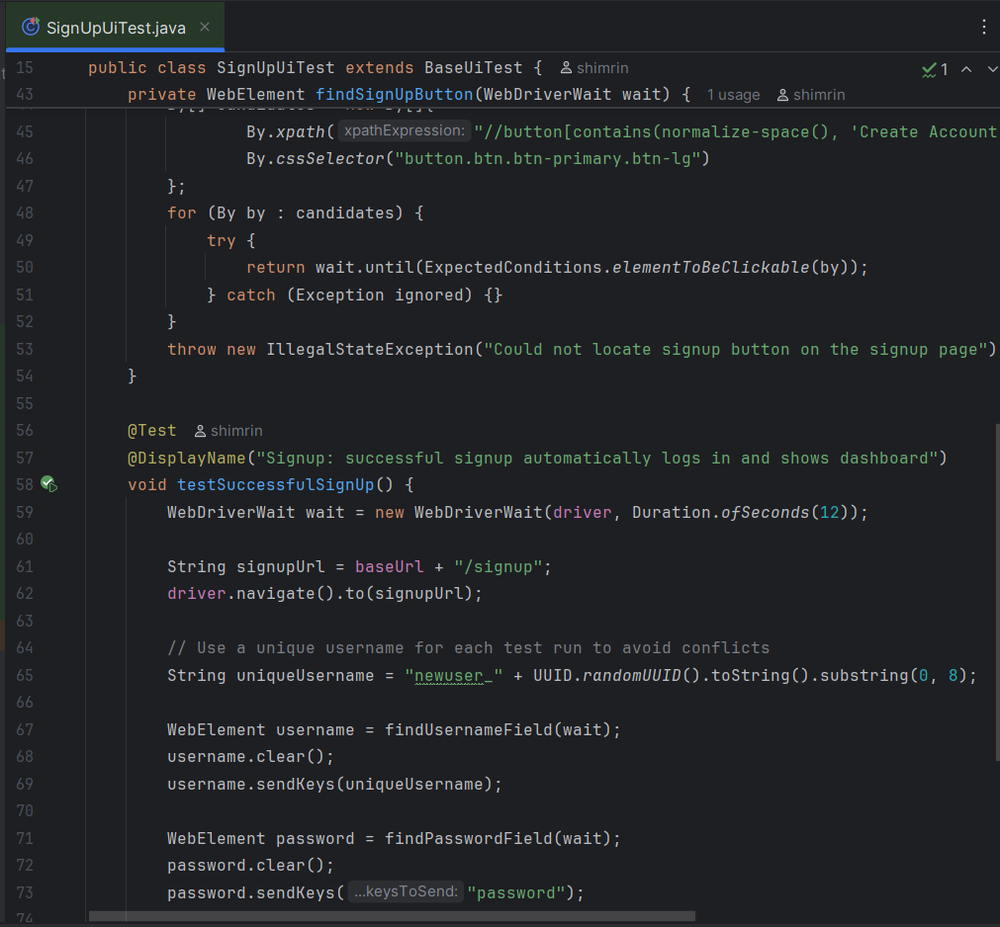 SignUpUiTest.java
15 public class SignUpUiTest extends BaseUiTest { shimrin 1
43 private WebElement findSignUpButton(WebDriverWait wait) { 1 usage shimrin
45 By.xpath( xpathExpression: "//button[contains(normalize-space(), 'Create Account
46 By.cssSelector("button.btn.btn-primary.btn-lg")
47 };
48 for (By by : candidates) {
49 try {
50 return wait.until(ExpectedConditions.elementToBeClickable(by));
51 } catch (Exception ignored) {}
52 }
53 throw new IllegalStateException("Could not locate signup button on the signup page")
54 }
55
56 @Test shimrin
57 @DisplayName("Signup: successful signup automatically logs in and shows dashboard")
58 void testSuccessfulSignUp() {
59 WebDriverWait wait = new WebDriverWait(driver, Duration.ofSeconds(12));
60
61 String signupUrl = baseUrl + "/signup";
62 driver.navigate().to(signupUrl);
63
64 // Use a unique username for each test run to avoid conflicts
65 String uniqueUsername = "newuser_" + UUID.randomUUID().toString().substring(0, 8);
66
67 WebElement username = findUsernameField(wait);
68 username.clear();
69 username.sendKeys(uniqueUsername);
70
71 WebElement password = findPasswordField(wait);
72 password.clear();
73 password.sendKeys( ...keysToSend: "password");
74